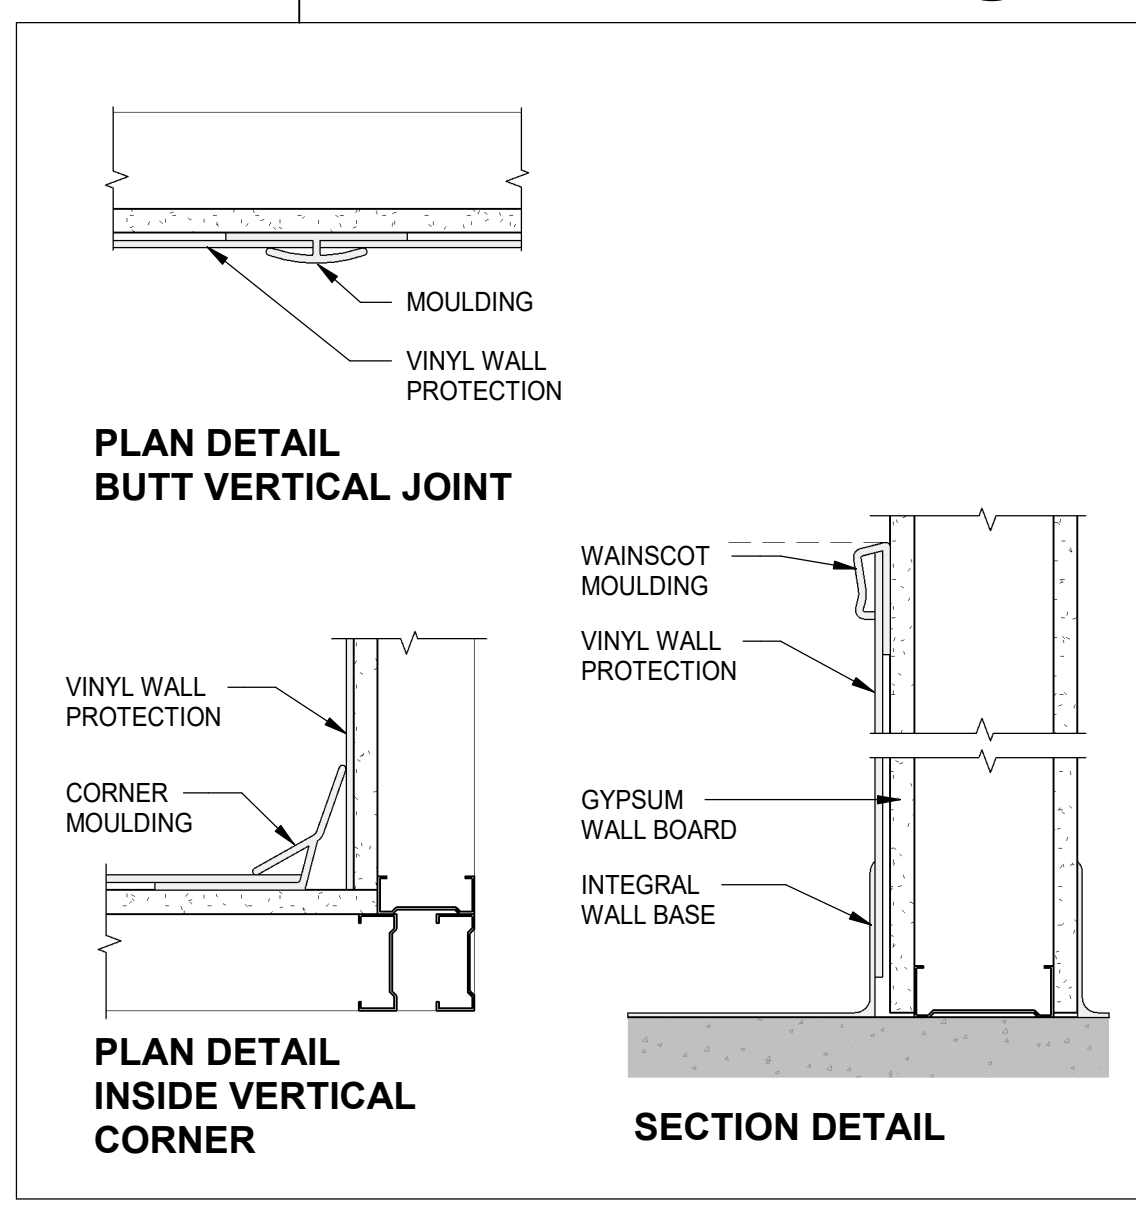 MOULDING
VINYL WALL
PROTECTION
PLAN DETAIL
BUTT VERTICAL JOINT
VINYL WALL
PROTECTION
CORNER
MOULDING
PLAN DETAIL
INSIDE VERTICAL
CORNER
WAINSCOT
MOULDING
VINYL WALL
PROTECTION
GYPSUM
WALL BOARD
INTEGRAL
WALL BASE
SECTION DETAIL